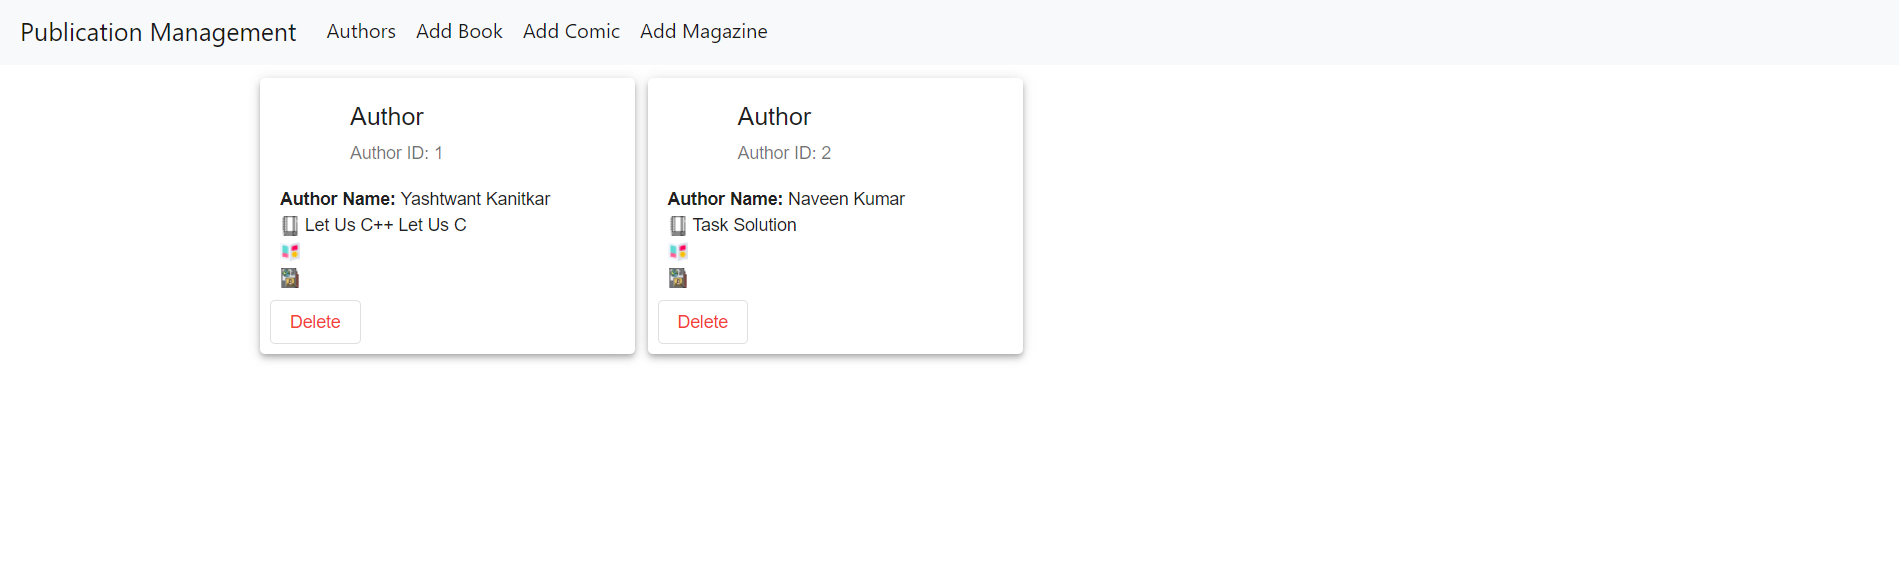 Publication Management Authors Add Book Add Comic Add Magazine
Author
Author ID: 1
Author Name: Yashtwant Kanitkar
Let Us C++ Let Us C
Delete
Author
Author ID: 2
Author Name: Naveen Kumar
Task Solution
Delete